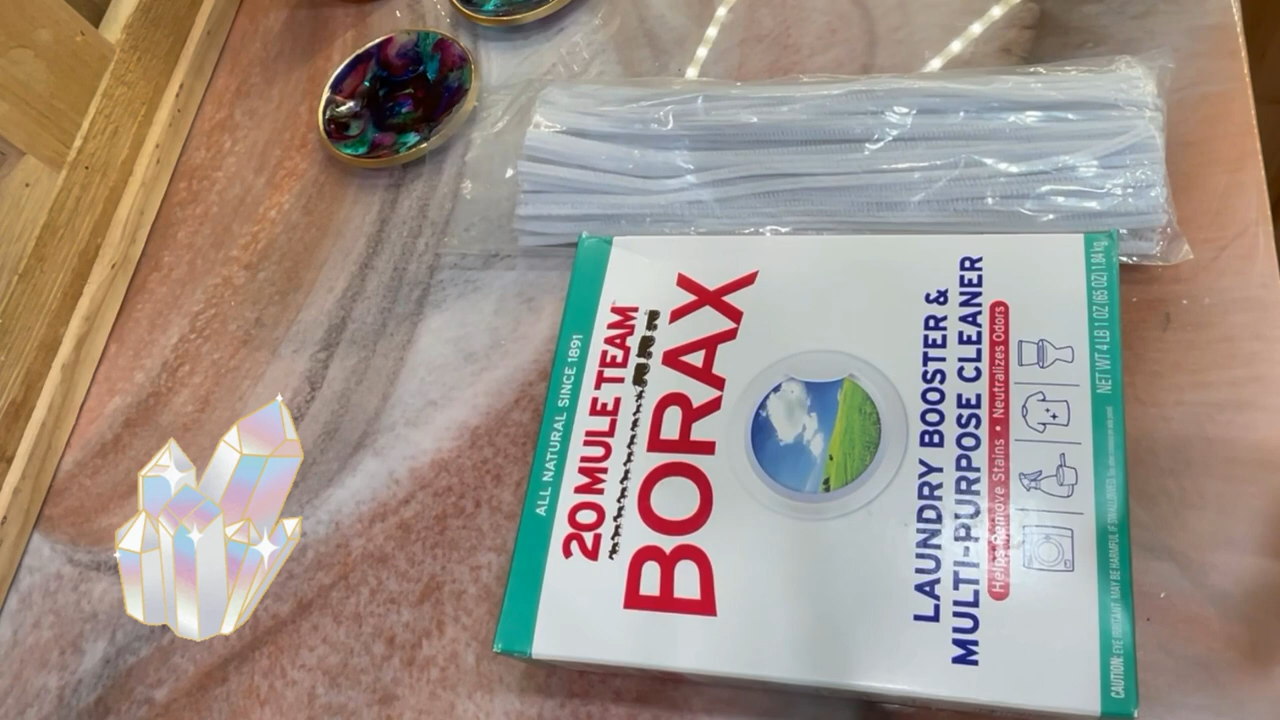 ALL NATURAL SINCE 1891
20 MULE TEAM
BORAX
LAUNDRY BOOSTER &
MULTI-PURPOSE CLEANER
Helps Remove Stains • Neutralizes Odors
CAUTION: EYE IRRITANT. MAY BE HARMFUL IF SWALLOWED.
NET WT 4 LB 1 OZ (65 OZ) 1.84 kg